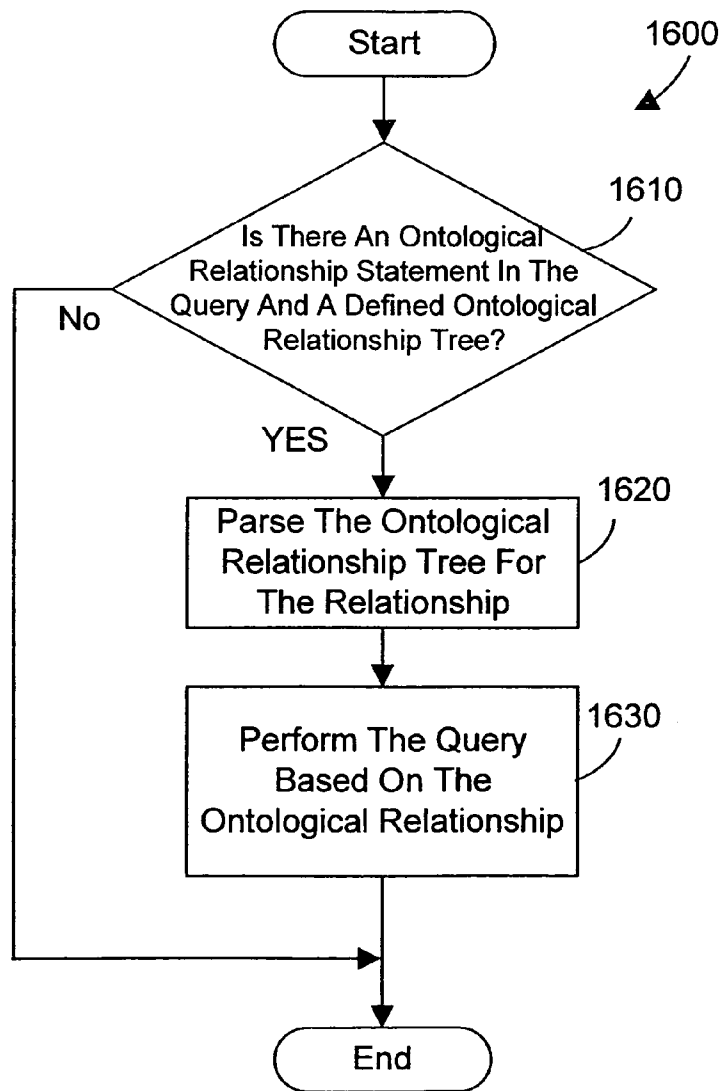 Start
1600
1610
Is There An Ontological
Relationship Statement In The
Query And A Defined Ontological
Relationship Tree?
No
YES
1620
Parse The Ontological
Relationship Tree For
The Relationship
1630
Perform The Query
Based On The
Ontological Relationship
End